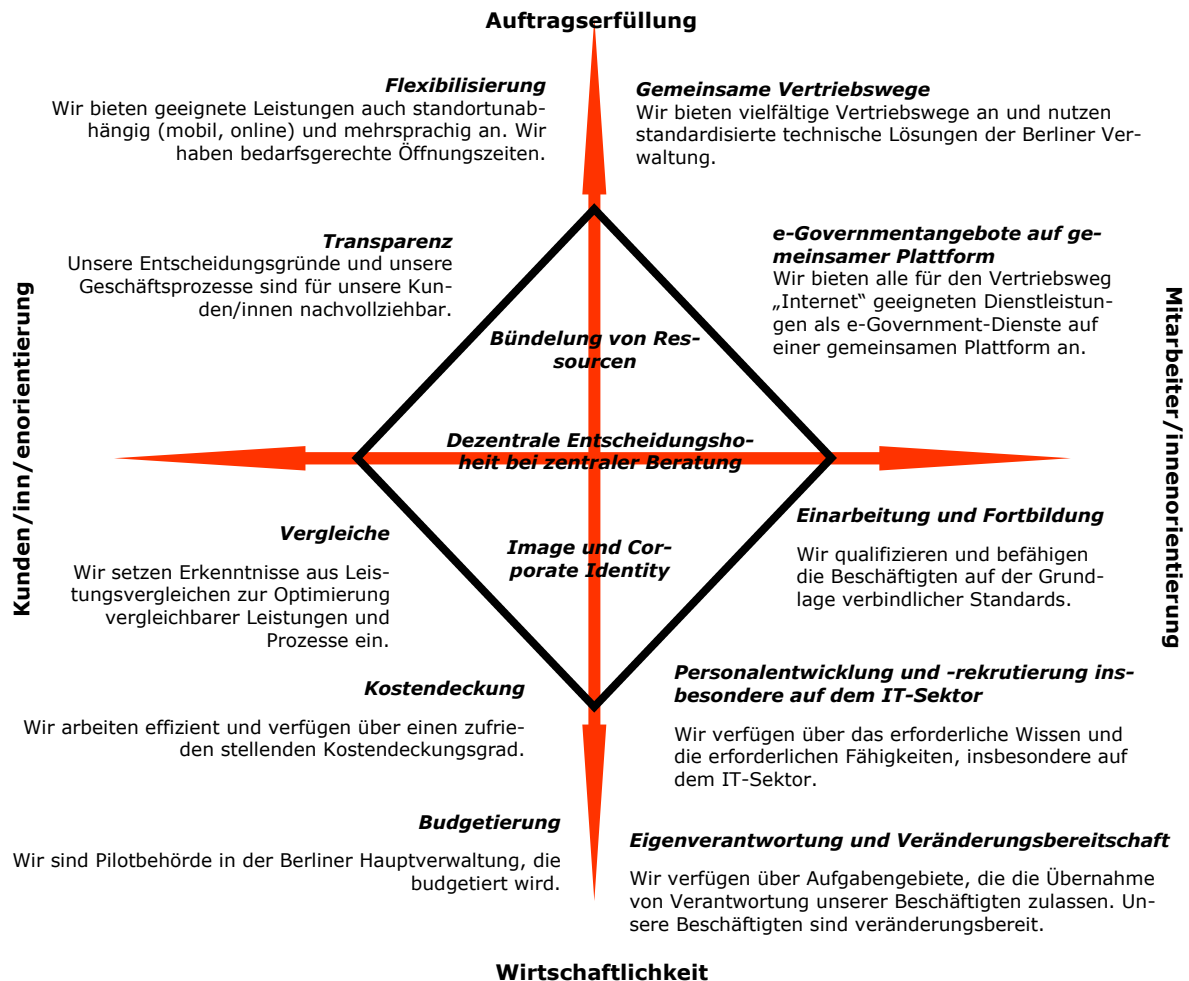 Auftragserfüllung
Flexibilisierung
Wir bieten geeignete Leistungen auch standortunab-
hängig (mobil, online) und mehrsprachig an. Wir
haben bedarfsgerechte Öffnungszeiten.
Gemeinsame Vertriebswege
Wir bieten vielfältige Vertriebswege an und nutzen
standardisierte technische Lösungen der Berliner Ver-
waltung.
Transparenz
Unsere Entscheidungsgründe und unsere
Geschäftsprozesse sind für unsere Kun-
den/innen nachvollziehbar.
e-Governmentangebote auf ge-
meinsamer Plattform
Wir bieten alle für den Vertriebsweg
„Internet“ geeigneten Dienstleistun-
gen als e-Government-Dienste auf
einer gemeinsamen Plattform an.
Kunden/inn/enorientierung
Mitarbeiter/innenorientierung
Bündelung von Res-
sourcen
Dezentrale Entscheidungsho-
heit bei zentraler Beratung
Image und Cor-
porate Identity
Vergleiche
Wir setzen Erkenntnisse aus Leis-
tungsvergleichen zur Optimierung
vergleichbarer Leistungen und
Prozesse ein.
Einarbeitung und Fortbildung
Wir qualifizieren und befähigen
die Beschäftigten auf der Grund-
lage verbindlicher Standards.
Kostendeckung
Wir arbeiten effizient und verfügen über einen zufrie-
den stellenden Kostendeckungsgrad.
Personalentwicklung und -rekrutierung ins-
besondere auf dem IT-Sektor
Wir verfügen über das erforderliche Wissen und
die erforderlichen Fähigkeiten, insbesondere auf
dem IT-Sektor.
Budgetierung
Wir sind Pilotbehörde in der Berliner Hauptverwaltung, die
budgetiert wird.
Eigenverantwortung und Veränderungsbereitschaft
Wir verfügen über Aufgabengebiete, die die Übernahme
von Verantwortung unserer Beschäftigten zulassen. Un-
sere Beschäftigten sind veränderungsbereit.
Wirtschaftlichkeit